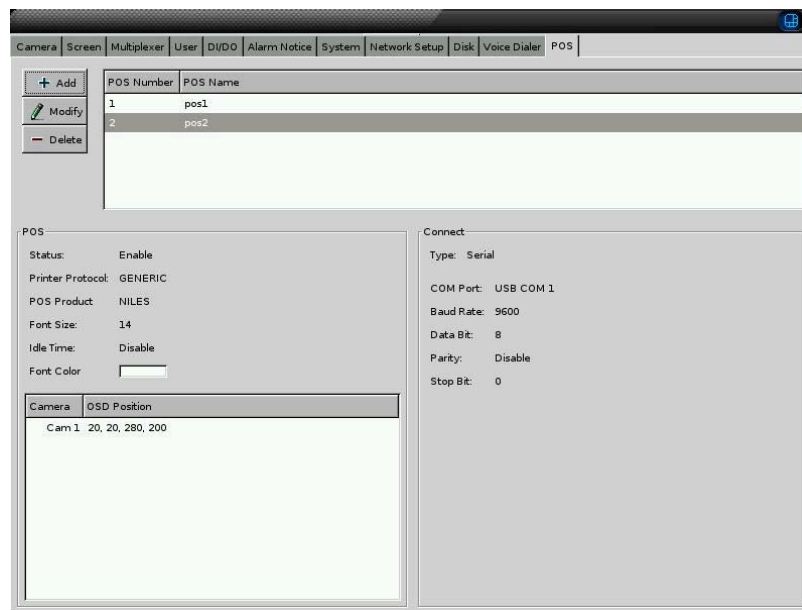 Camera Screen Multiplexer User DI/DO Alarm Notice System Network Setup Disk Voice Dialer POS
Add
Modify
Delete
POS Number POS Name
1 pos1
2 pos2
POS
Status: Enable
Printer Protocol: GENERIC
POS Product NILES
Font Size: 14
Idle Time: Disable
Font Color
Camera OSD Position
Cam 1 20, 20, 280, 200
Connect
Type: Serial
COM Port: USB COM 1
Baud Rate: 9600
Data Bit: 8
Parity: Disable
Stop Bit: 0